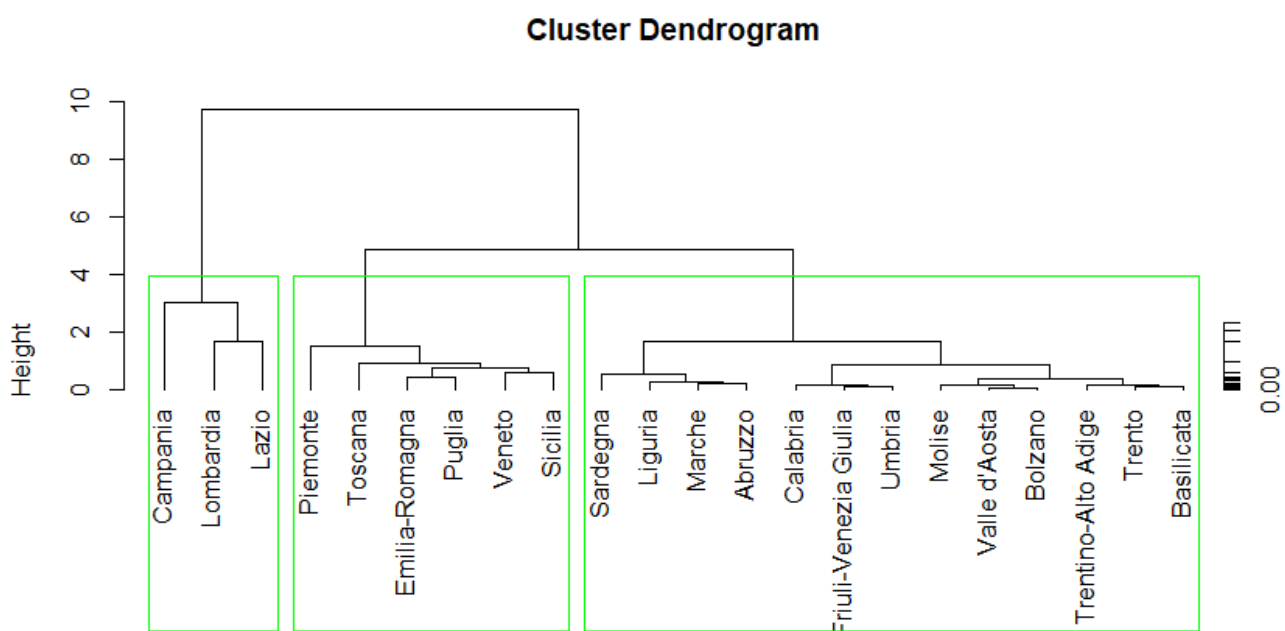 Cluster Dendrogram
Height
10
8
6
4
2
0
Campania
Lombardia
Lazio
Piemonte
Toscana
Emilia-Romagna
Puglia
Veneto
Sicilia
Sardegna
Liguria
Marche
Abruzzo
Calabria
Friuli-Venezia Giulia
Umbria
Molise
Valle d'Aosta
Bolzano
Trentino-Alto Adige
Trento
Basilicata
0.00